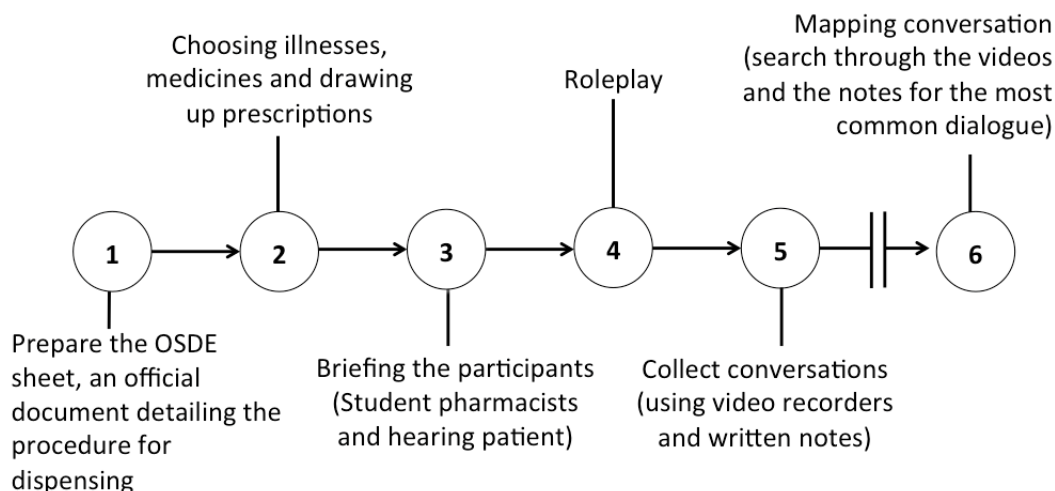 Choosing illnesses,
medicines and drawing
up prescriptions
Roleplay
Mapping conversation
(search through the videos
and the notes for the most
common dialogue)
1
2
3
4
5
6
Prepare the OSDE
sheet, an official
document detailing the
procedure for
dispensing
Briefing the participants
(Student pharmacists
and hearing patient)
Collect conversations
(using video recorders
and written notes)